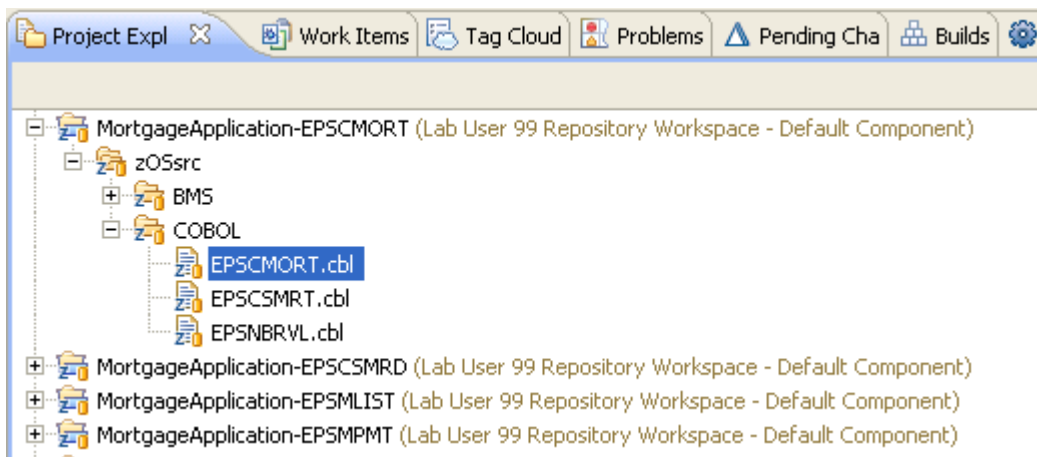 Project Expl Work Items Tag Cloud Problems Pending Cha Builds
MortgageApplication-EPSCMORT (Lab User 99 Repository Workspace - Default Component)
zOSsrc
BMS
COBOL
EPSCMORT.cbl
EPSCSMRT.cbl
EPSNBRVL.cbl
MortgageApplication-EPSCSMRD (Lab User 99 Repository Workspace - Default Component)
MortgageApplication-EPSMLIST (Lab User 99 Repository Workspace - Default Component)
MortgageApplication-EPSMPMT (Lab User 99 Repository Workspace - Default Component)